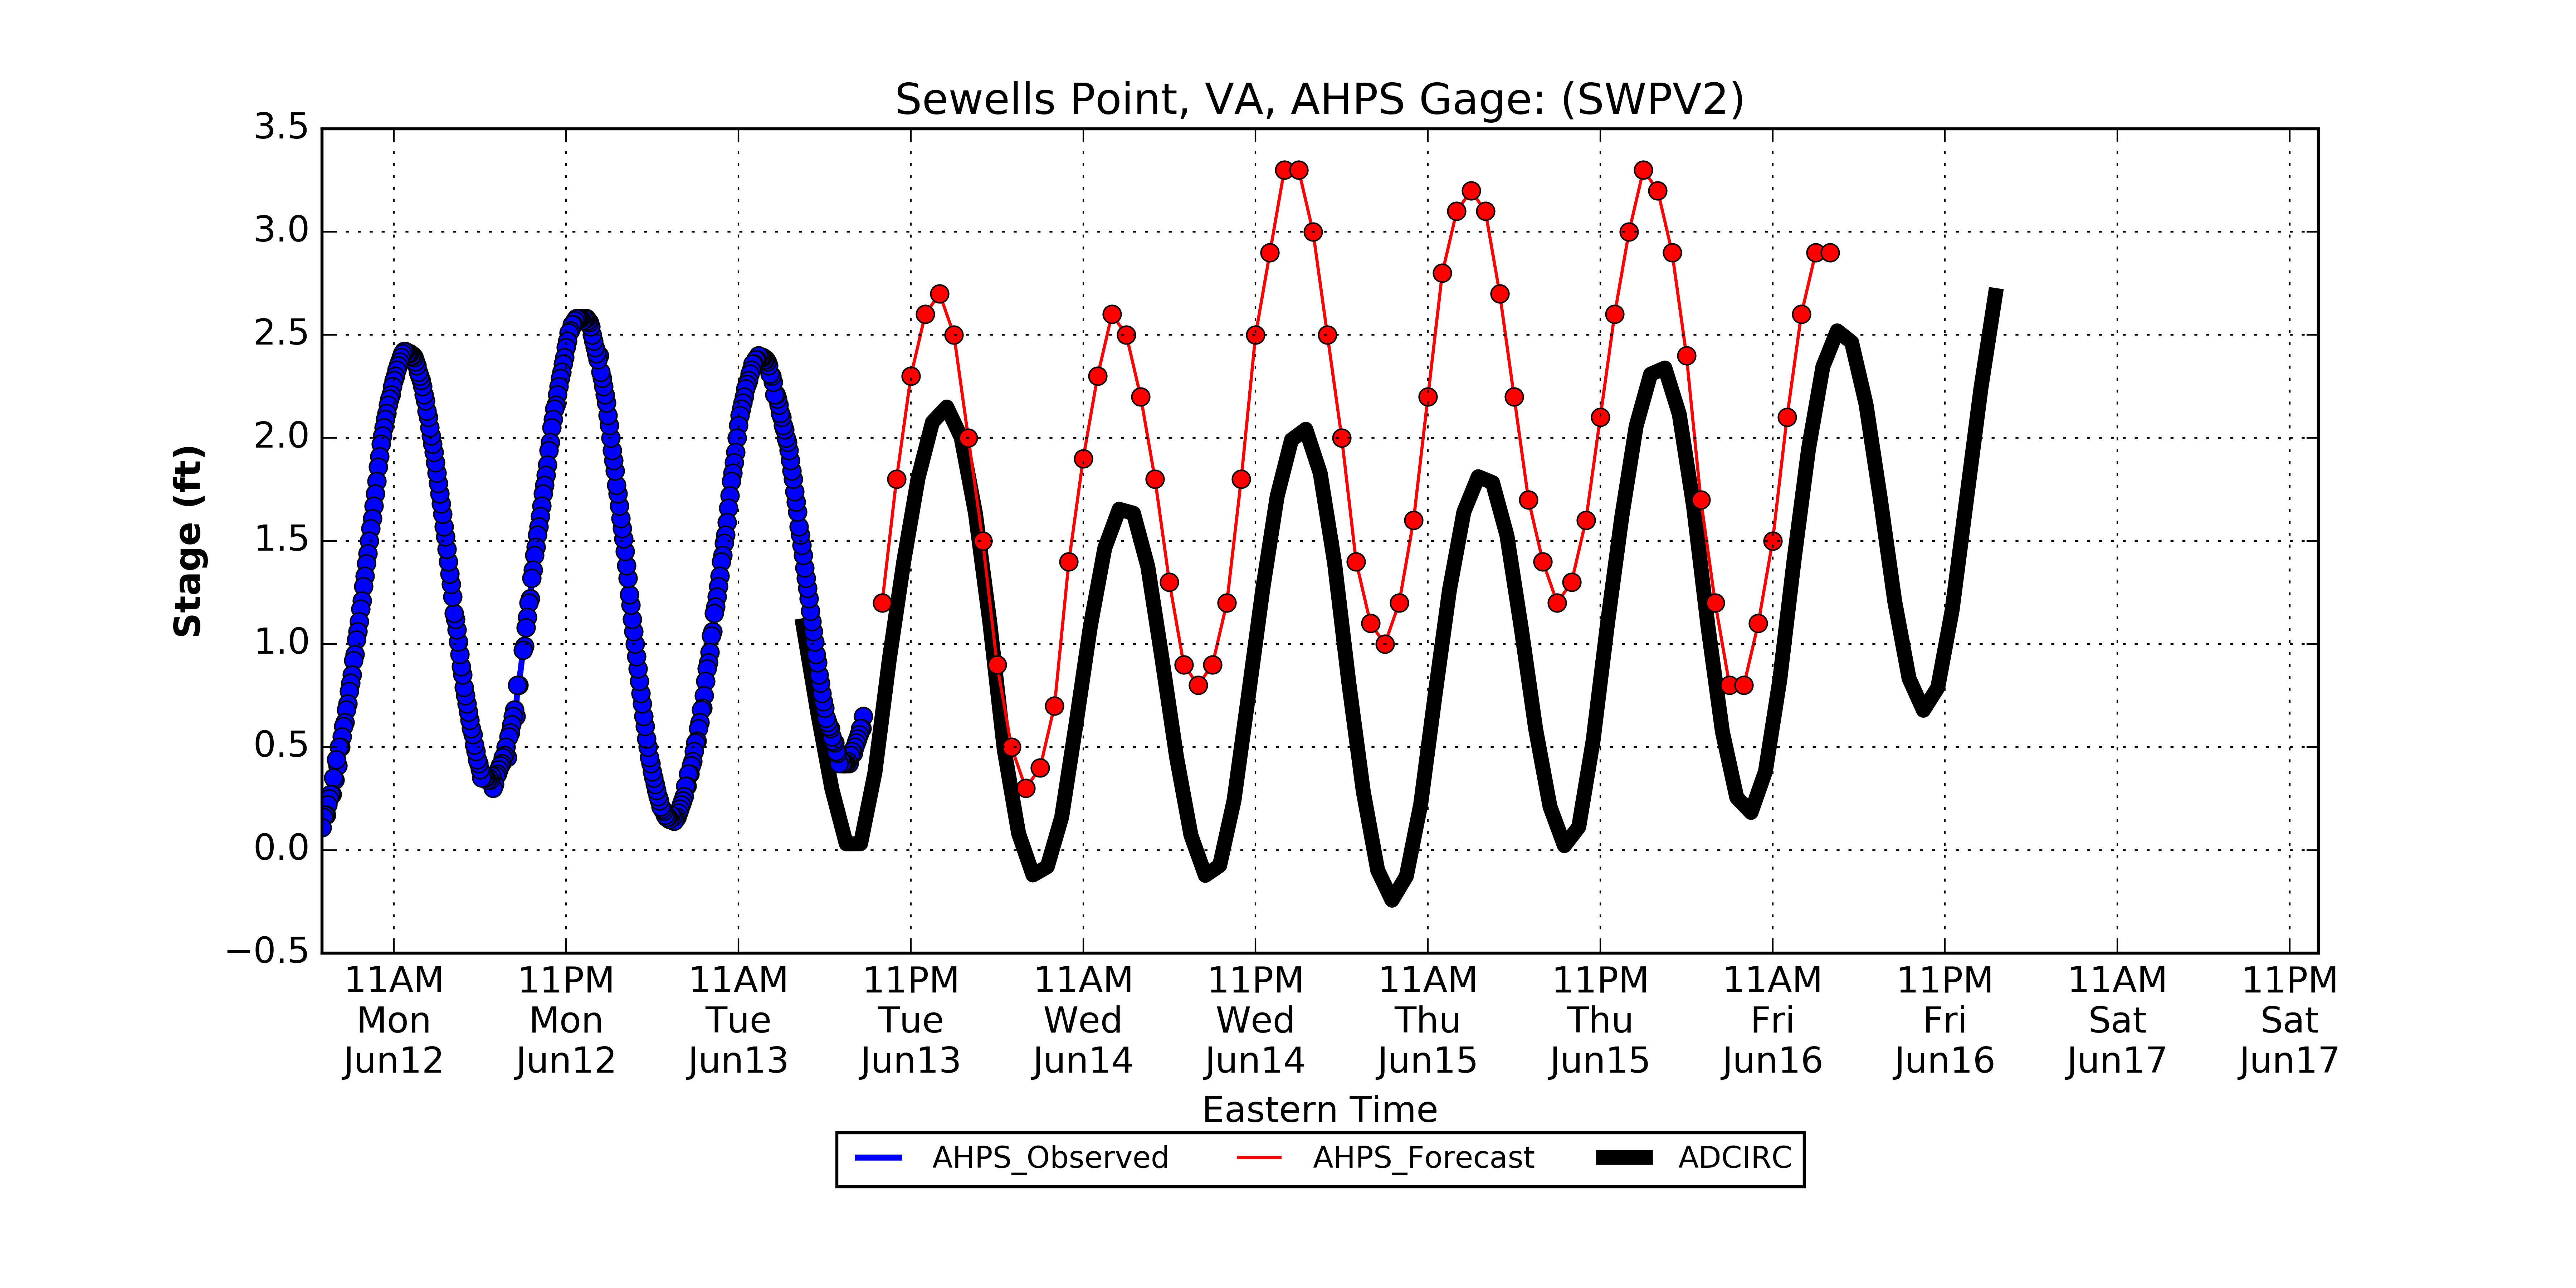 Sewells Point, VA, AHPS Gage: (SWPV2)
3.5
3.0
2.5
2.0
1.5
1.0
0.5
0.0
−0.5
Stage (ft)
11AM 11PM 11AM 11PM 11AM 11PM 11AM 11PM 11AM 11PM 11AM 11PM
Mon Mon Tue Tue Wed Wed Thu Thu Fri Fri Sat Sat
Jun12 Jun12 Jun13 Jun13 Jun14 Jun14 Jun15 Jun15 Jun16 Jun16 Jun17 Jun17
Eastern Time
AHPS_Observed AHPS_Forecast ADCIRC